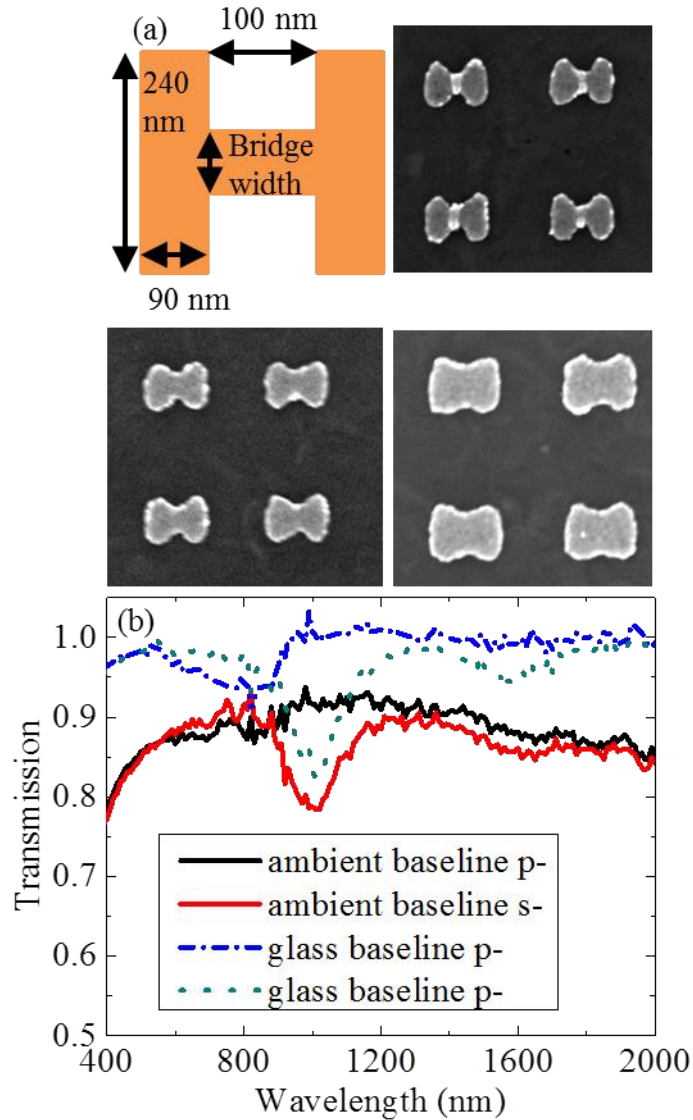 (a)
100 nm
240
nm
Bridge
width
90 nm
(b)
1.0
0.9
0.8
0.7
0.6
0.5
Transmission
ambient baseline p-
ambient baseline s-
glass baseline p-
glass baseline p-
400 800 1200 1600 2000
Wavelength (nm)